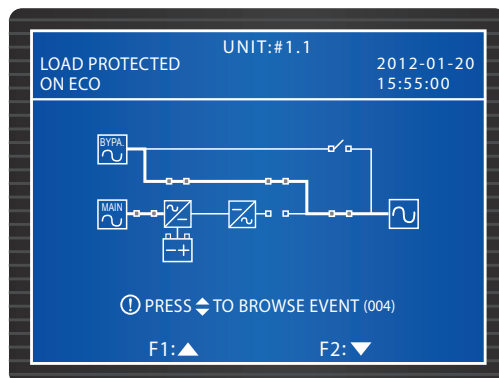 UNIT:#1.1
LOAD PROTECTED
ON ECO
2012-01-20
15:55:00
BYPA.
MAIN
PRESS TO BROWSE EVENT (004)
F1:
F2: